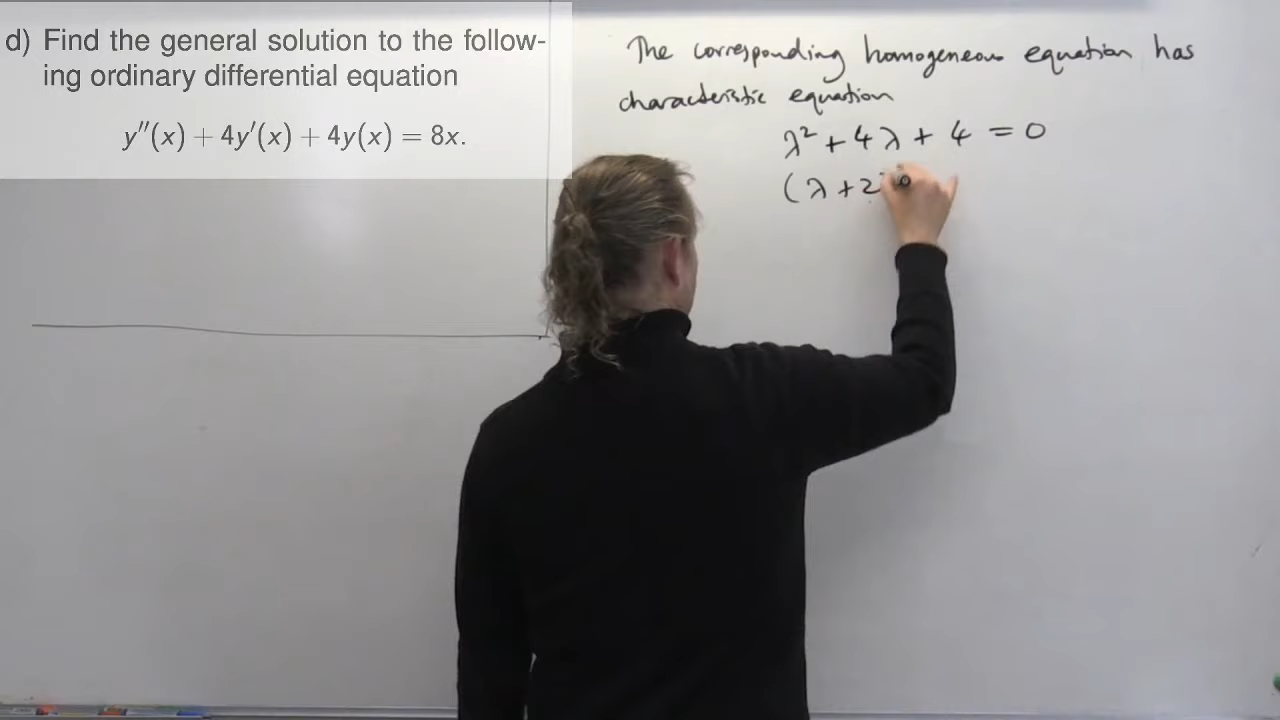 d) Find the general solution to the follow-
ing ordinary differential equation
y″(x) + 4y′(x) + 4y(x) = 8x.
The corresponding homogeneous equation has
characteristic equation
λ² + 4λ + 4 = 0
(λ + 2)